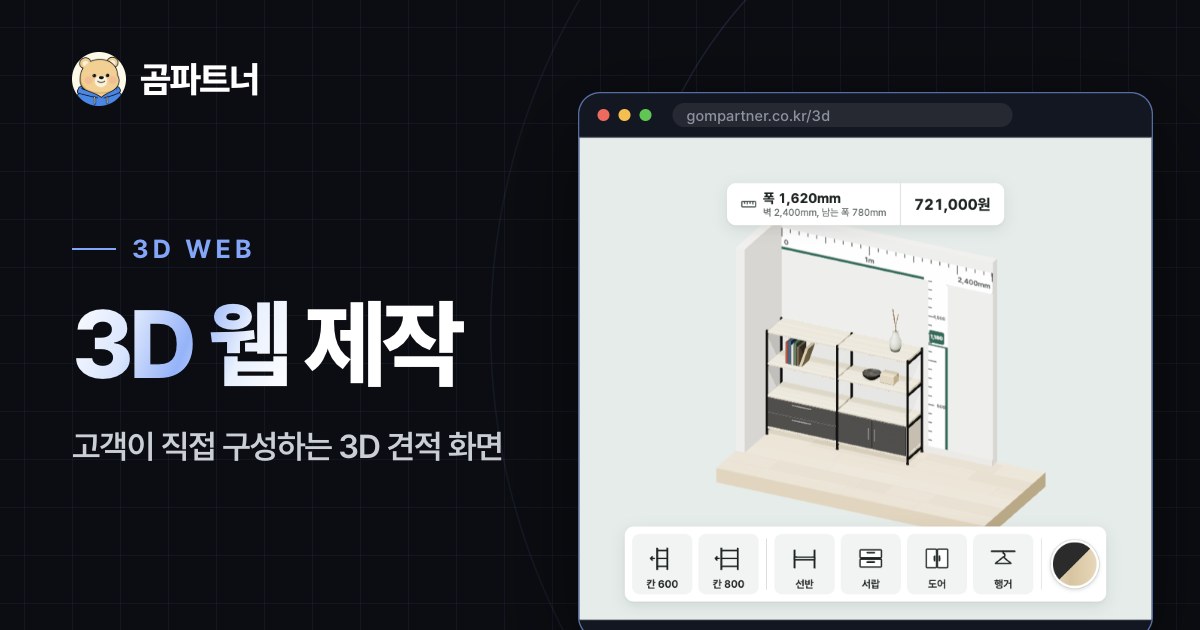 곰파트너
3D WEB
3D 웹 제작
고객이 직접 구성하는 3D 견적 화면
gompartner.co.kr/3d
폭 1,620mm
벽 2,400mm, 남는 폭 780mm
721,000원
0
1m
2,400mm
칸 600
칸 800
선반
서랍
도어
행거